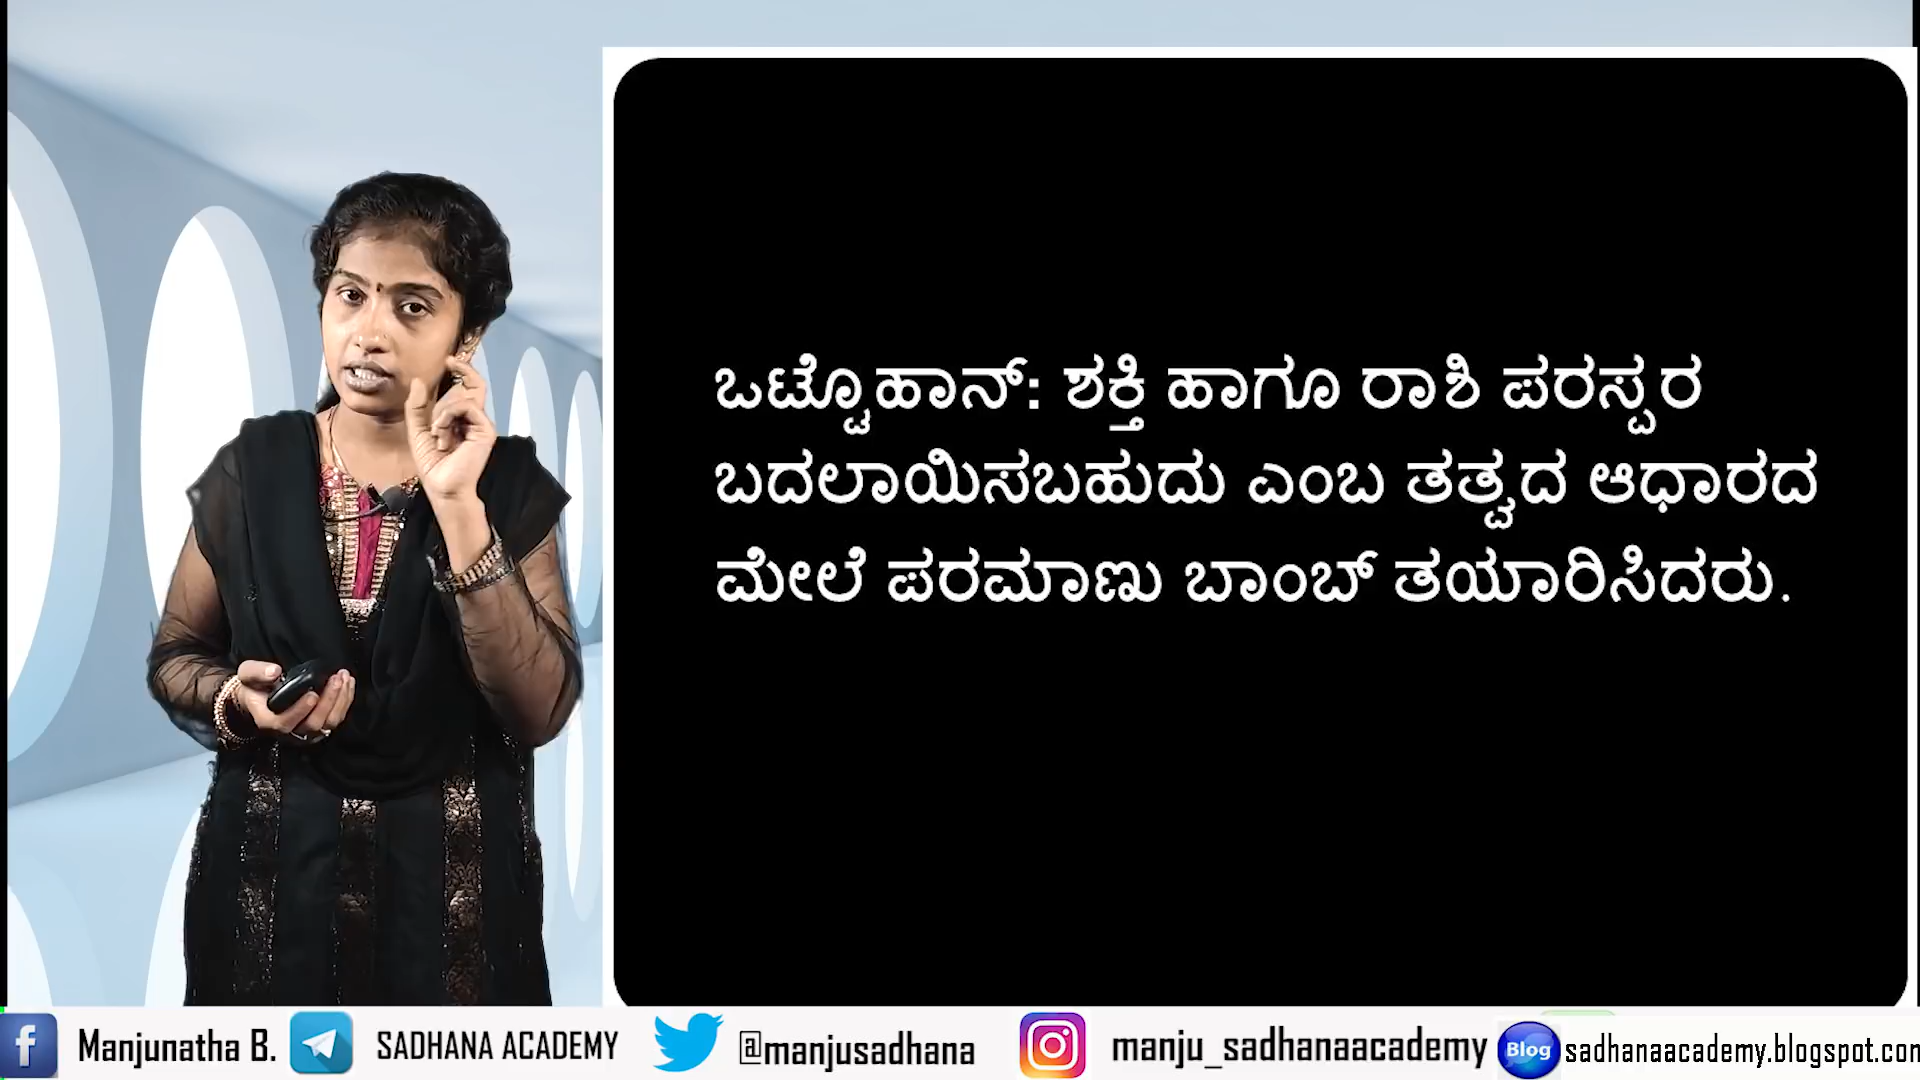 ಒಟ್ಟೊಹಾನ್: ಶಕ್ತಿ ಹಾಗೂ ರಾಶಿ ಪರಸ್ಪರ
ಬದಲಾಯಿಸಬಹುದು ಎಂಬ ತತ್ವದ ಆಧಾರದ
ಮೇಲೆ ಪರಮಾಣು ಬಾಂಬ್ ತಯಾರಿಸಿದರು.
Manjunatha B. SADHANA ACADEMY @manjusadhana manju_sadhanaacademy Blog sadhanaacademy.blogspot.con